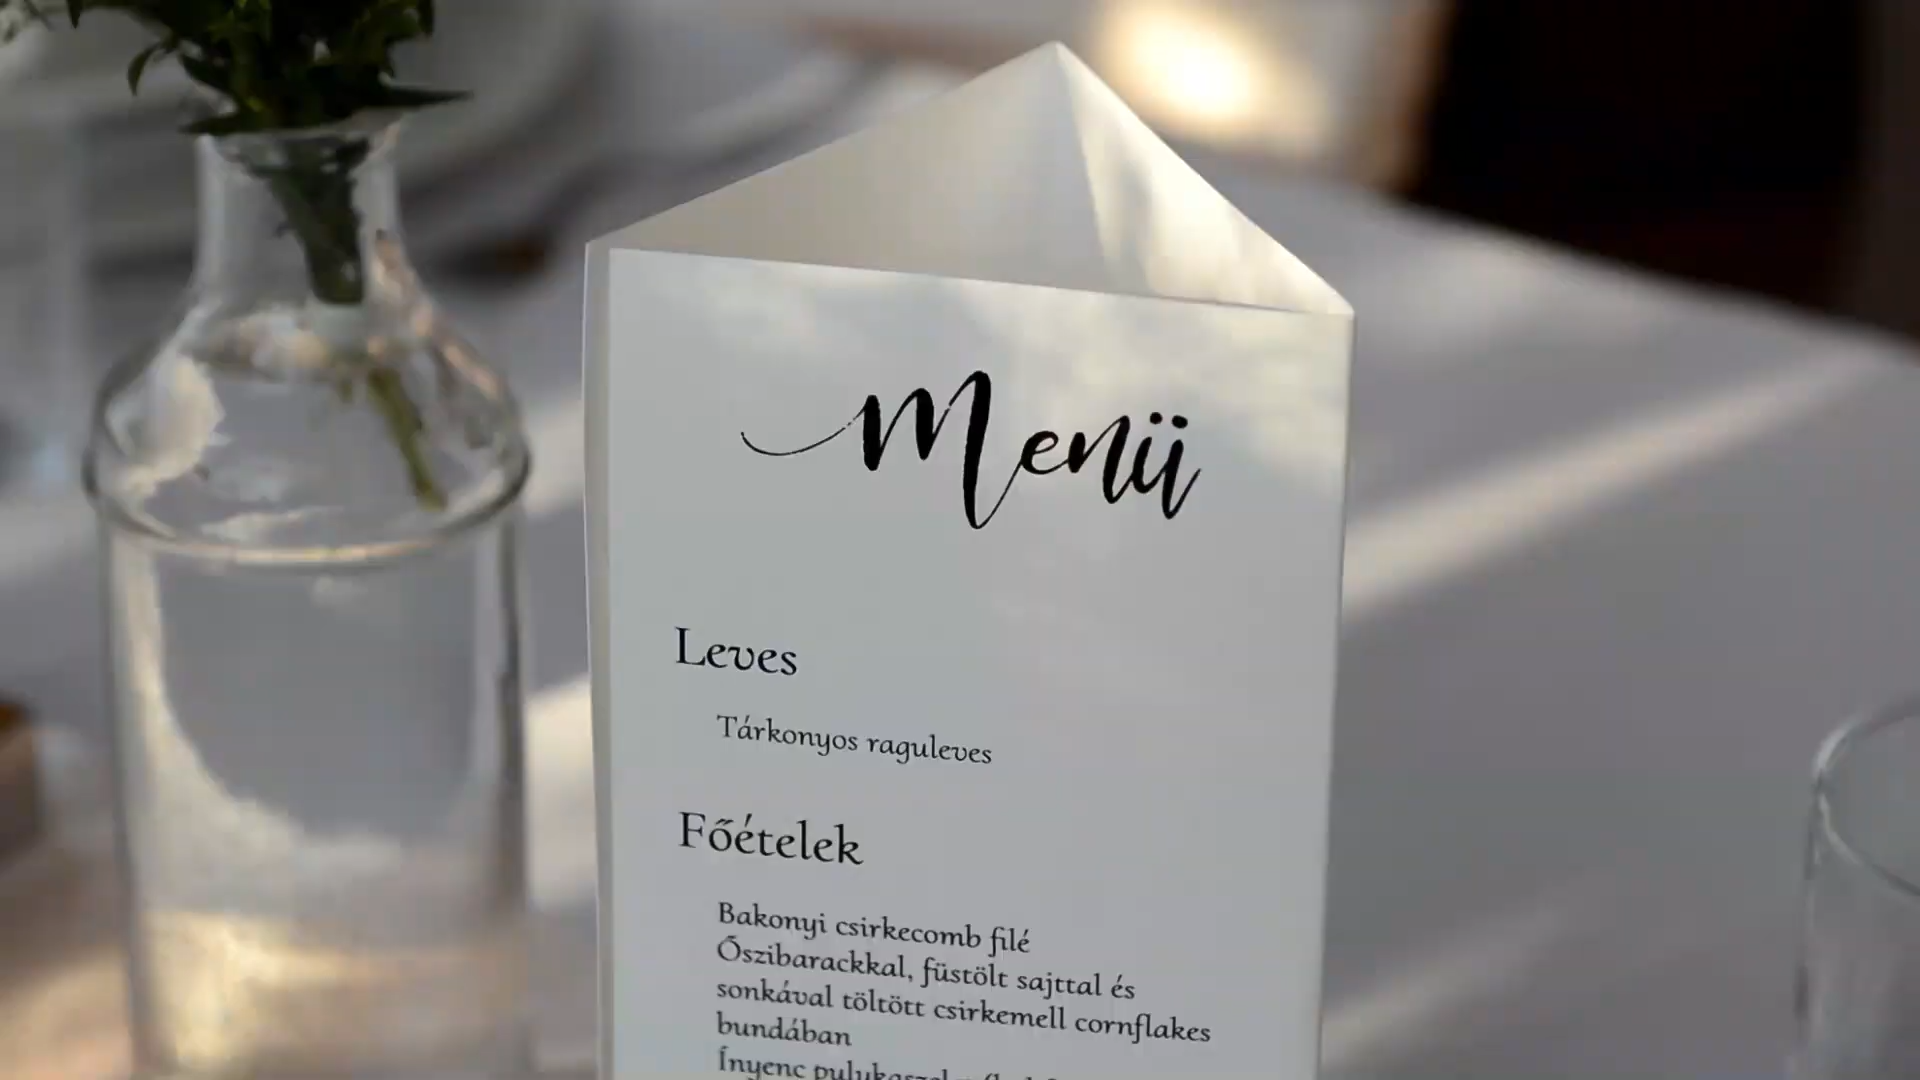 Menü
Leves
Tárkonyos raguleves
Főételek
Bakonyi csirkecomb filé
Őszibarackkal, füstölt sajttal és
sonkával töltött csirkemell cornflakes
bundában
Ínyenc